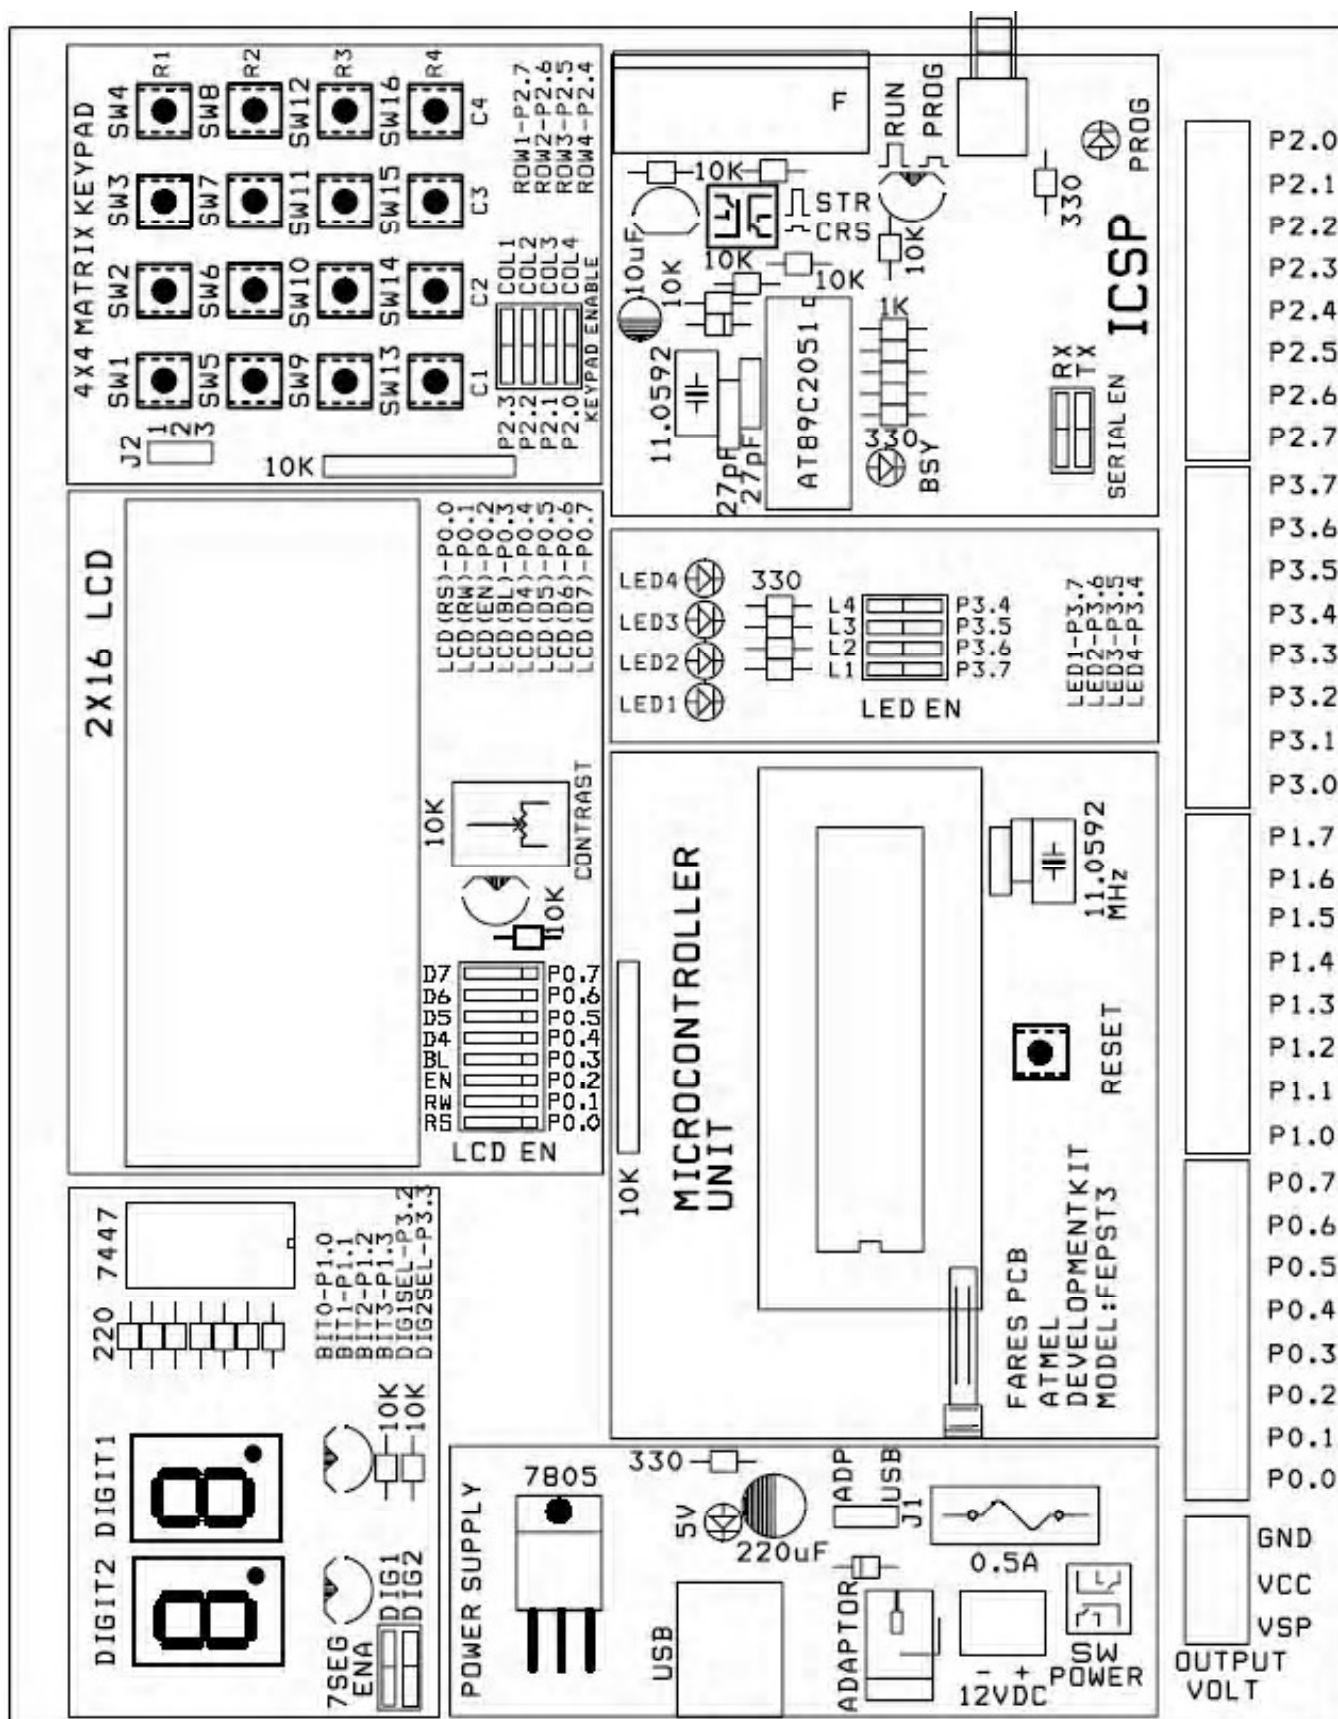 4X4 MATRIX KEYPAD
R1
R2
R3
R4
SW4
SW8
SW12
SW16
C4
SW3
SW7
SW11
SW15
C3
SW2
SW6
SW10
SW14
C2
SW1
SW5
SW9
SW13
C1
ROW1-P2.7
ROW2-P2.6
ROW3-P2.5
ROW4-P2.4
COL1
COL2
COL3
COL4
P2.3
P2.2
P2.1
P2.0
KEYPAD ENABLE
J2
1
2
3
10K
F
RUN
PROG
PROG
10K
STR
CRS
330
10K
10uF
10K
10K
10K
ICSP
1K
11.0592
27pF
27pF
AT89C2051
330
BSY
RX
TX
SERIAL EN
2X16 LCD
LCD(RS)-P0.0
LCD(RW)-P0.1
LCD(EN)-P0.2
LCD(BL)-P0.3
LCD(D4)-P0.4
LCD(D5)-P0.5
LCD(D6)-P0.6
LCD(D7)-P0.7
10K
CONTRAST
10K
D7 P0.7
D6 P0.6
D5 P0.5
D4 P0.4
BL P0.3
EN P0.2
RW P0.1
RS P0.0
LCD EN
LED4
LED3
LED2
LED1
330
L4 P3.4
L3 P3.5
L2 P3.6
L1 P3.7
LED EN
LED1-P3.7
LED2-P3.6
LED3-P3.5
LED4-P3.4
MICROCONTROLLER
UNIT
10K
11.0592
MHz
RESET
FARES PCB
ATMEL
DEVELOPMENT KIT
MODEL:FEPST3
7447
220
BIT0-P1.0
BIT1-P1.1
BIT2-P1.2
BIT3-P1.3
DIG1SEL-P3.2
DIG2SEL-P3.3
10K
10K
DIGIT1
DIGIT2
7SEG
ENA
DIG1
DIG2
POWER SUPPLY
7805
330
5V
220uF
ADP
USB
J1
0.5A
USB
ADAPTOR
- +
12VDC
SW
POWER
P2.0
P2.1
P2.2
P2.3
P2.4
P2.5
P2.6
P2.7
P3.7
P3.6
P3.5
P3.4
P3.3
P3.2
P3.1
P3.0
P1.7
P1.6
P1.5
P1.4
P1.3
P1.2
P1.1
P1.0
P0.7
P0.6
P0.5
P0.4
P0.3
P0.2
P0.1
P0.0
GND
VCC
VSP
OUTPUT
VOLT